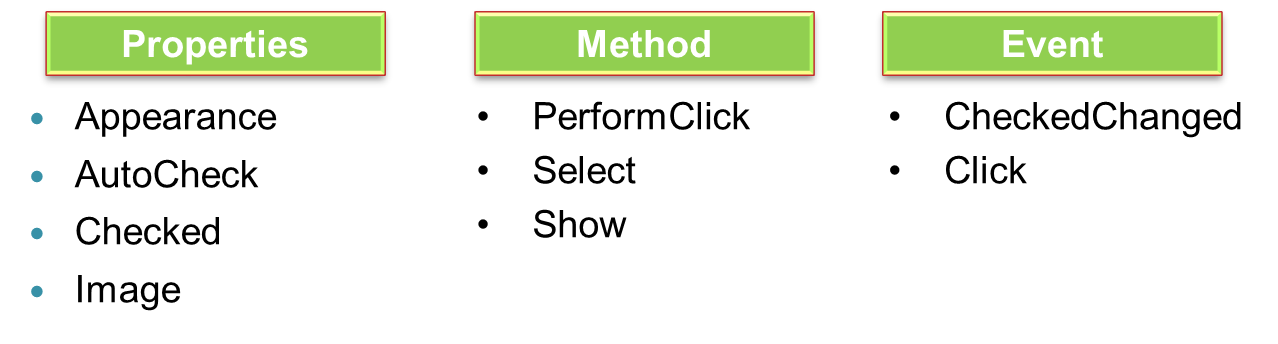 Properties
• Appearance
• AutoCheck
• Checked
• Image
Method
• PerformClick
• Select
• Show
Event
• CheckedChanged
• Click